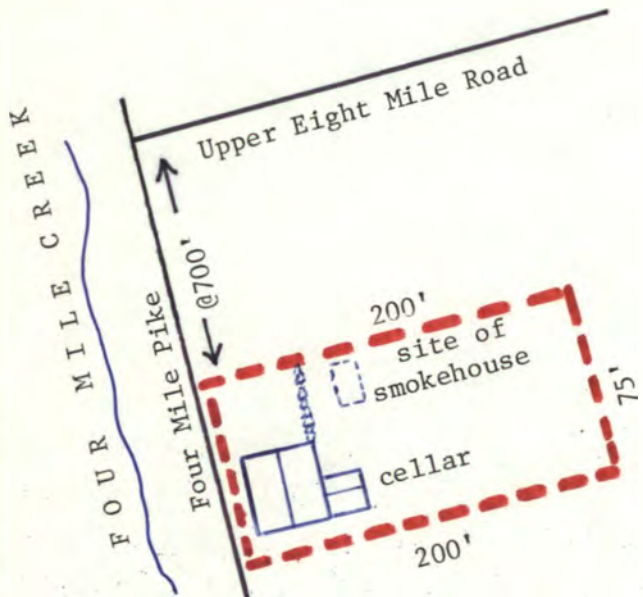 Upper Eight Mile Road
FOUR MILE CREEK
Four Mile Pike
@700'
200'
site of
smokehouse
75'
cellar
200'